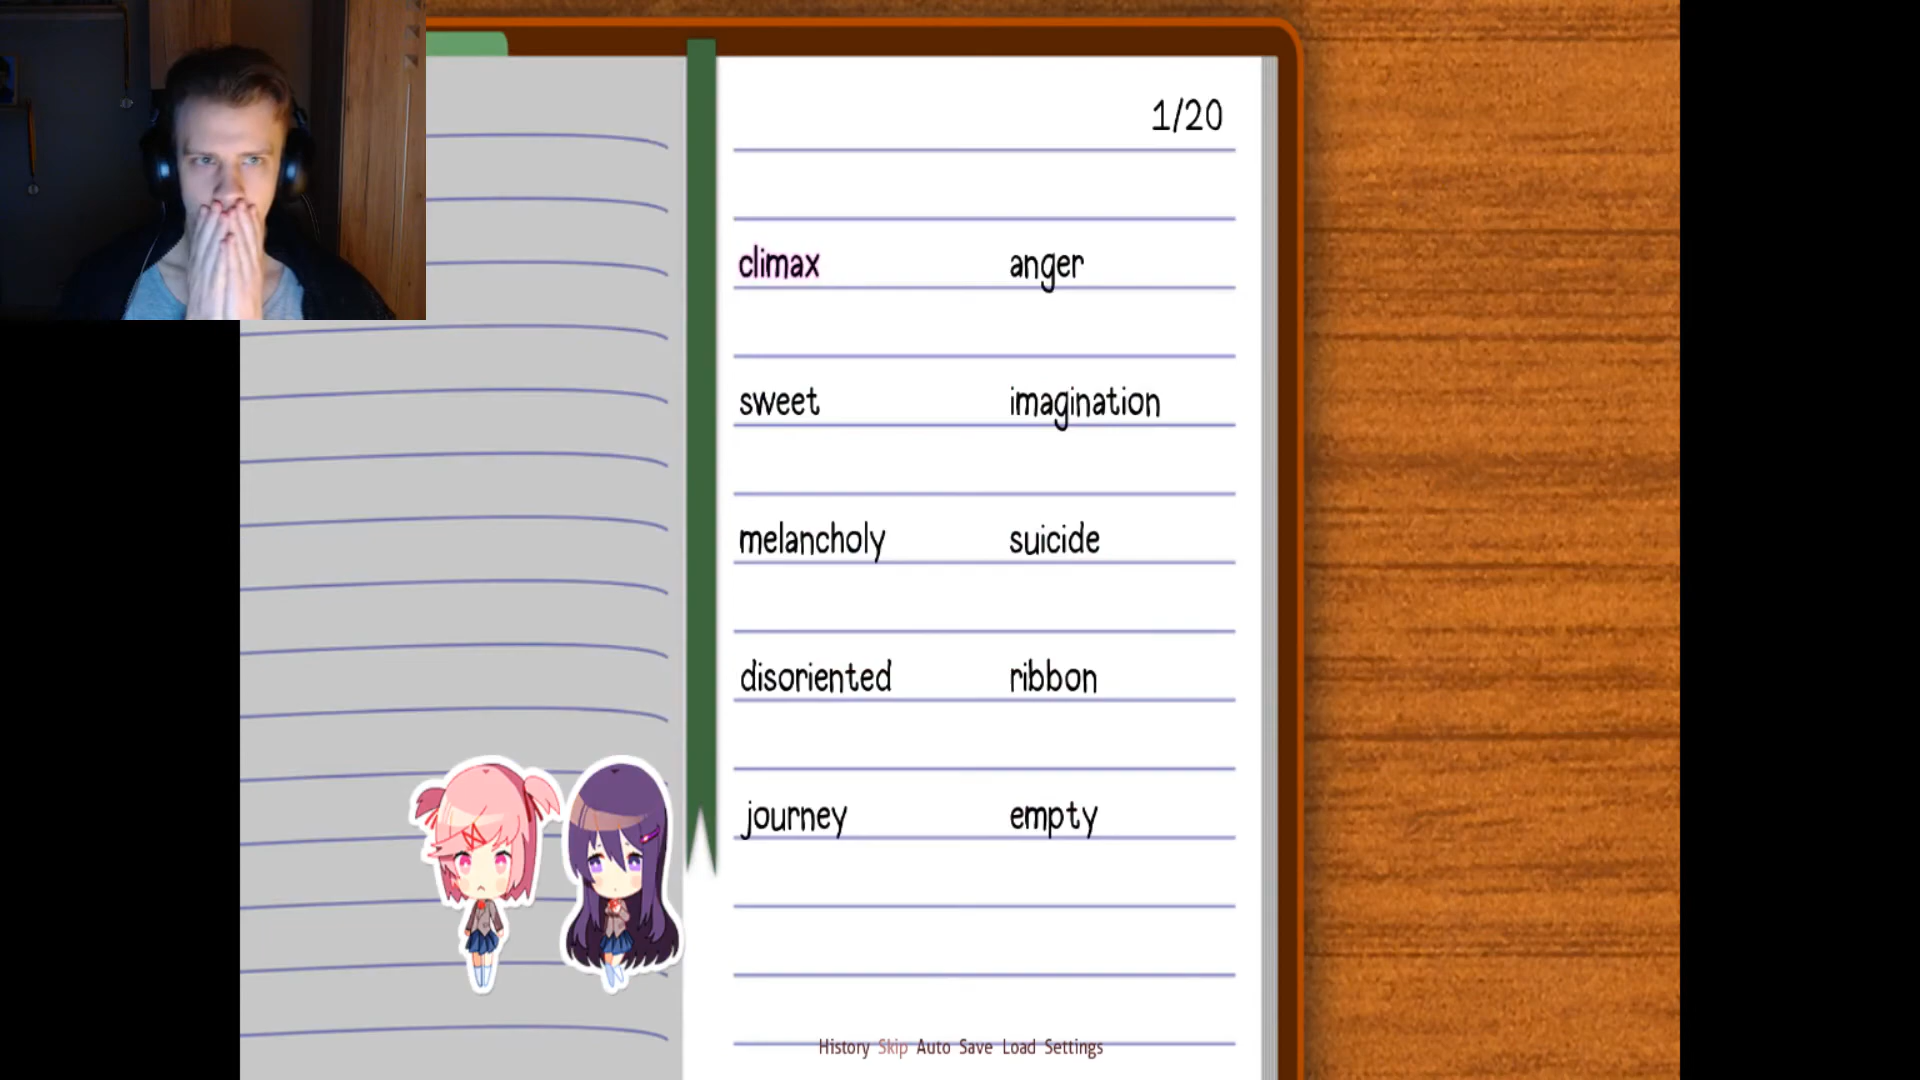 1/20
climax anger
sweet imagination
melancholy suicide
disoriented ribbon
journey empty
History Skip Auto Save Load Settings